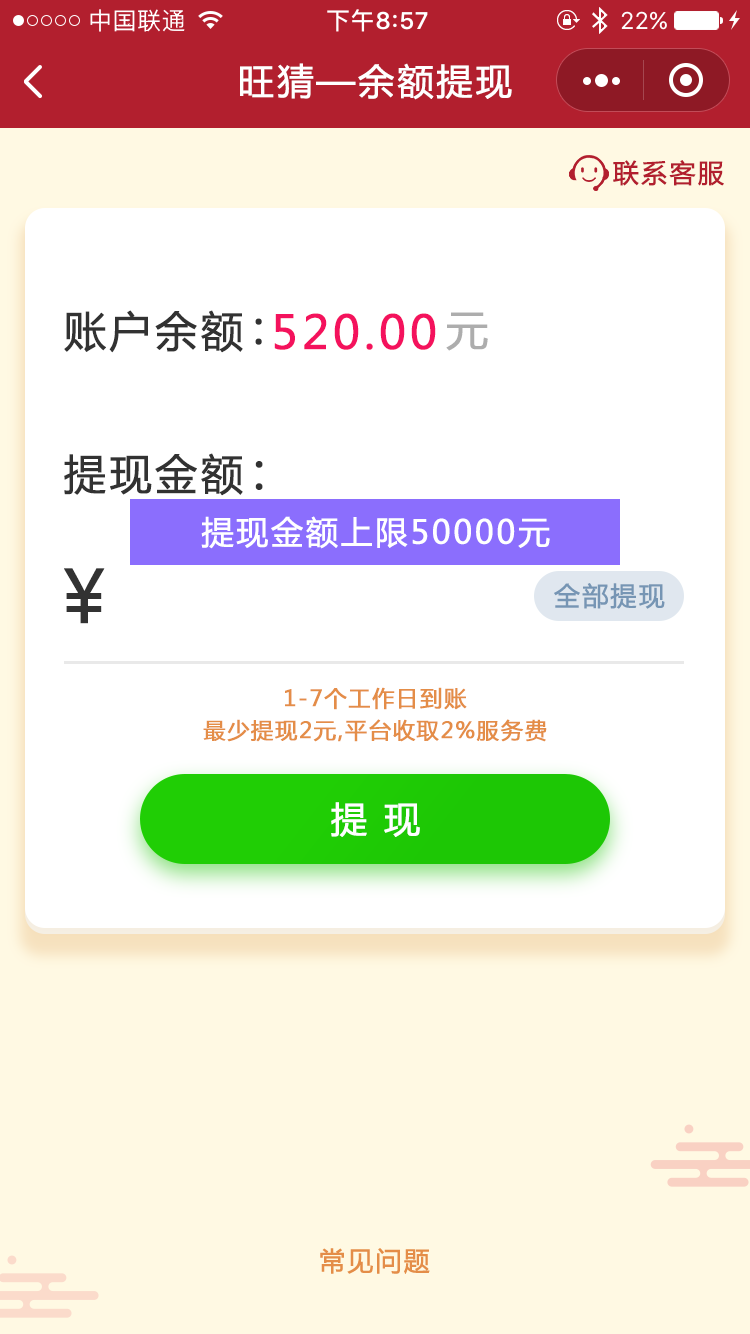 中国联通 下午8:57 22%
旺猜—余额提现
联系客服
账户余额:520.00元
提现金额:
提现金额上限50000元
¥ 全部提现
1-7个工作日到账
最少提现2元,平台收取2%服务费
提 现
常见问题